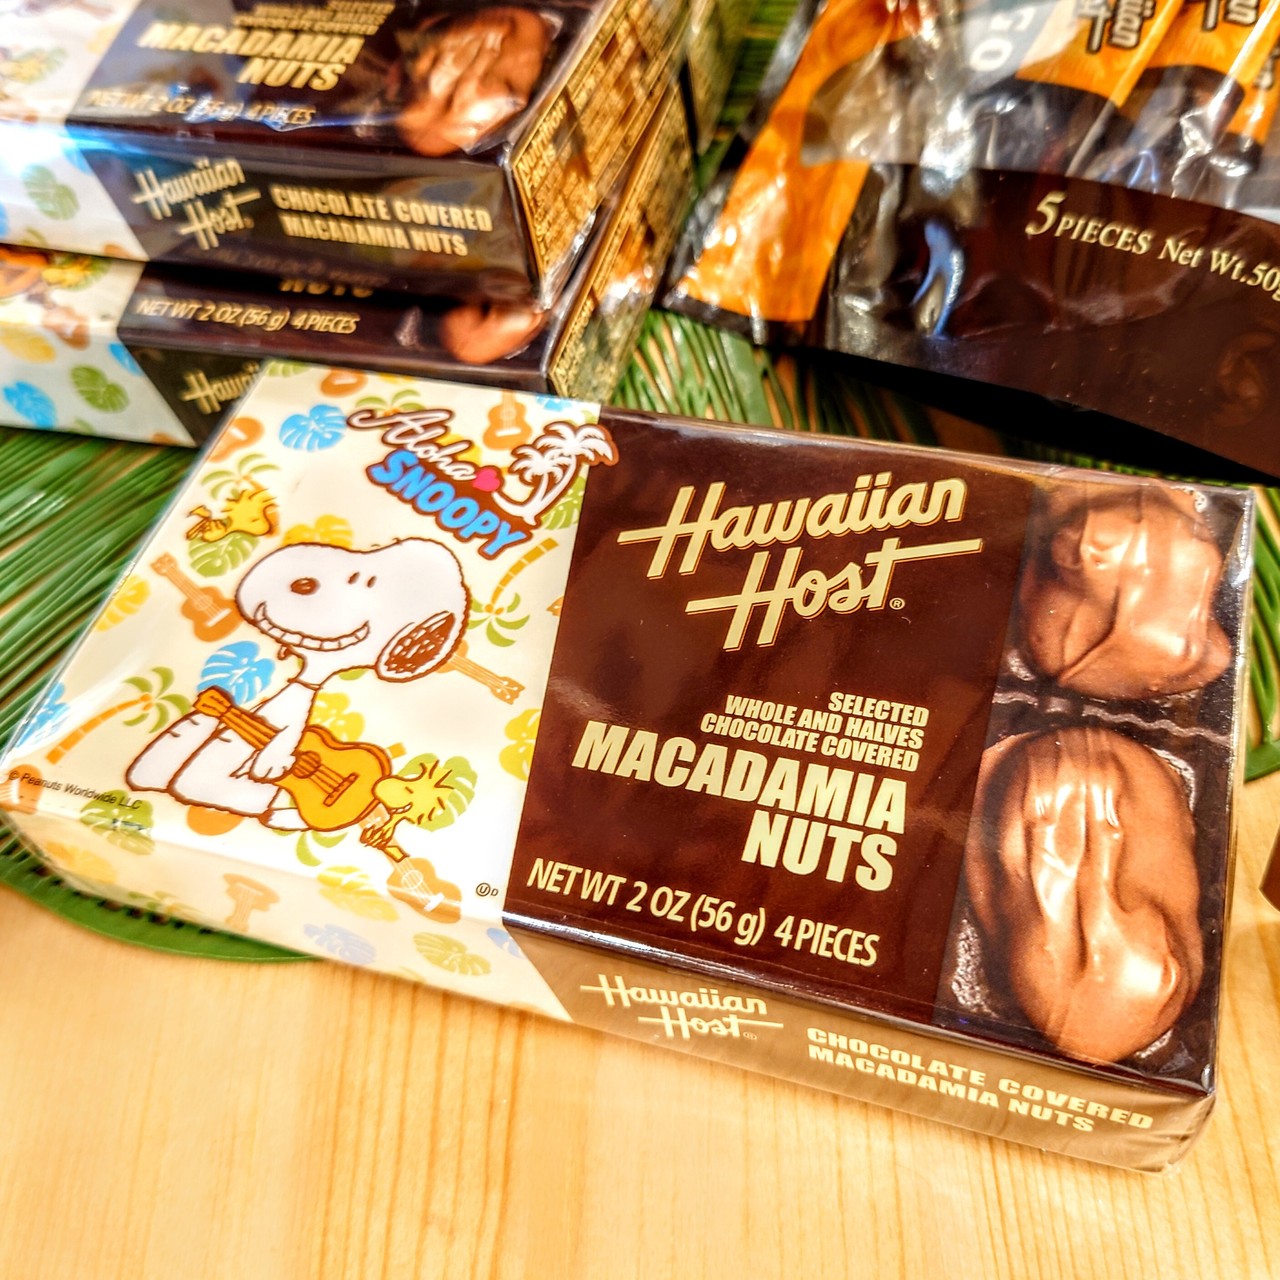 MACADAMIA
NUTS
NET WT 2 OZ (56 g) 4 PIECES
Hawaiian
Host
CHOCOLATE COVERED
MACADAMIA NUTS
NUTS
NET WT 2 OZ (56 g) 4 PIECES
5 PIECES Net Wt. 50g
Aloha
SNOOPY
© Peanuts Worldwide LLC
Hawaiian
Host®
SELECTED
WHOLE AND HALVES
CHOCOLATE COVERED
MACADAMIA
NUTS
NET WT 2 OZ (56 g) 4 PIECES
U D
Hawaiian
Host
CHOCOLATE COVERED
MACADAMIA NUTS